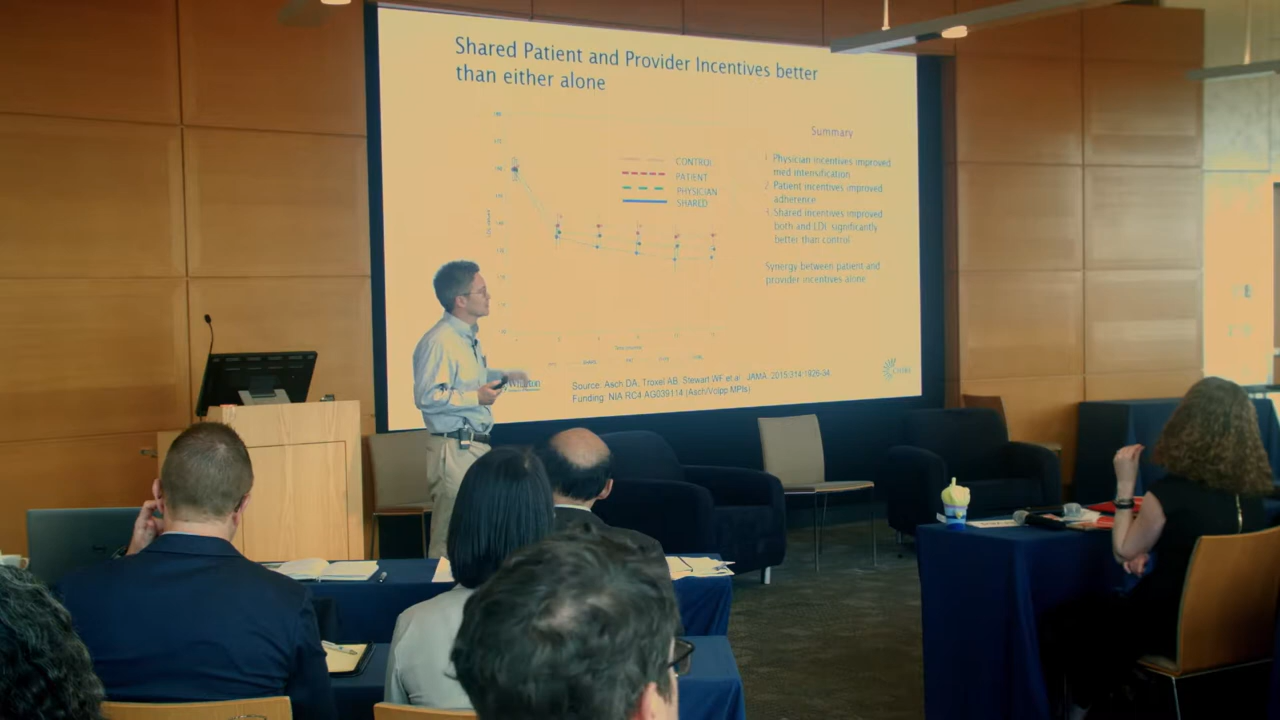 Shared Patient and Provider Incentives better
than either alone
CONTROL
PATIENT
PHYSICIAN
SHARED
Summary
1. Physician incentives improved
med intensification
2. Patient incentives improved
adherence
3. Shared incentives improved
both and LDL significantly
better than control
Synergy between patient and
provider incentives alone
Source: Asch DA, Troxel AB, Stewart WF et al. JAMA. 2015;314:1926-34.
Funding: NIA RC4 AG039114 (Asch/Volpp MPIs)